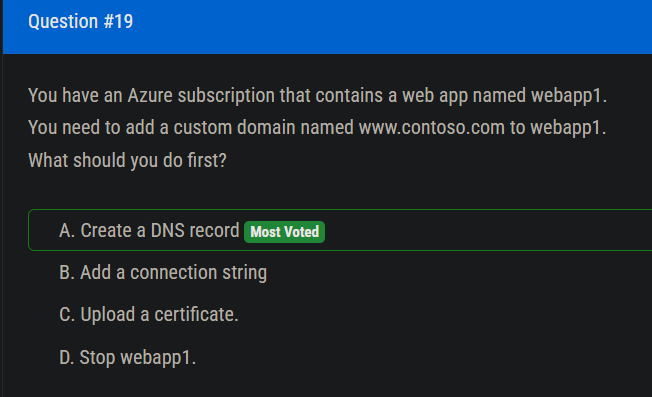 Question #19
You have an Azure subscription that contains a web app named webapp1.
You need to add a custom domain named www.contoso.com to webapp1.
What should you do first?
A. Create a DNS record Most Voted
B. Add a connection string
C. Upload a certificate.
D. Stop webapp1.